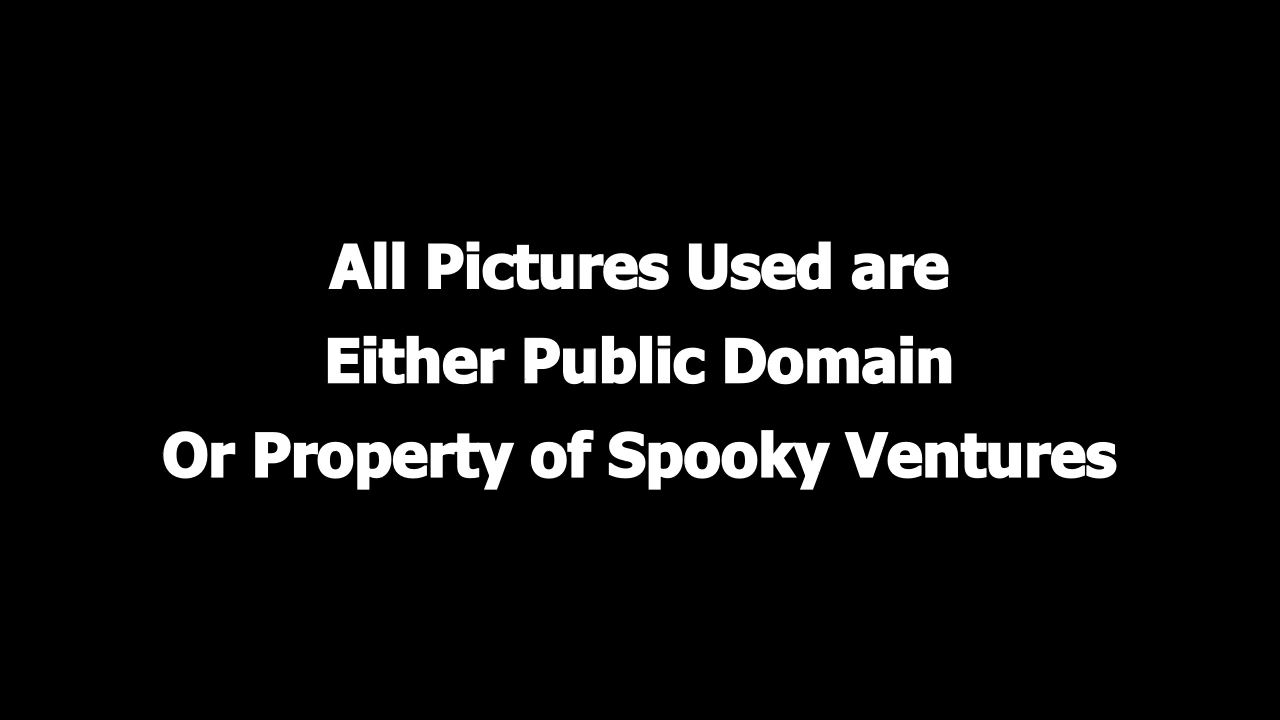 All Pictures Used are
Either Public Domain
Or Property of Spooky Ventures